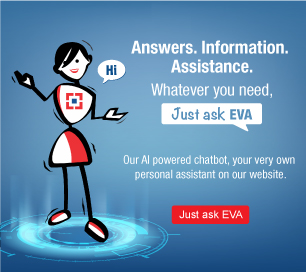 Answers. Information.
Assistance.
Whatever you need,
Hi
Just ask EVA
Our AI powered chatbot, your very own
personal assistant on our website.
Just ask EVA